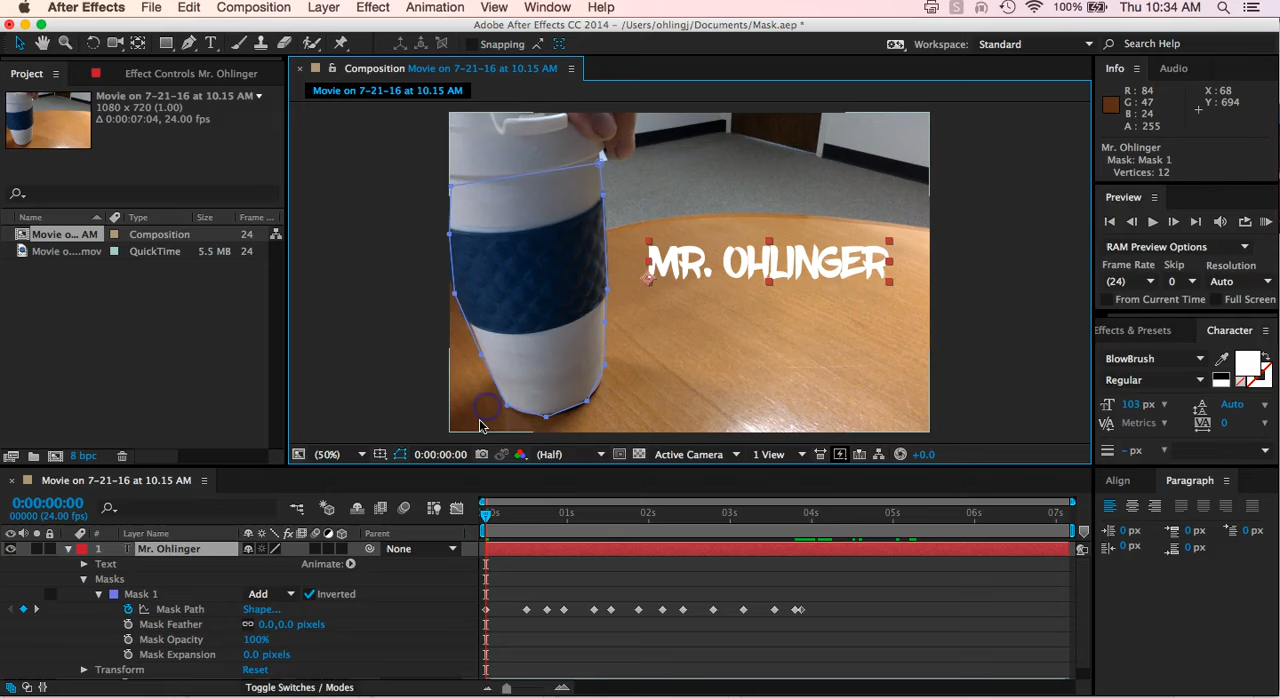 After Effects File Edit Composition Layer Effect Animation View Window Help 100% Thu 10:34 AM
Adobe After Effects CC 2014 - /Users/ohlingj/Documents/Mask.aep *
Snapping Workspace: Standard Search Help
Project Effect Controls Mr. Ohlinger
Composition Movie on 7-21-16 at 10.15 AM
Info Audio
Movie on 7-21-16 at 10.15 AM
1080 x 720 (1.00)
Δ 0:00:07:04, 24.00 fps
Movie on 7-21-16 at 10.15 AM
R: 84
G: 47
B: 24
A: 255
X: 68
Y: 694
Mr. Ohlinger
Mask: Mask 1
Vertices: 12
Preview
RAM Preview Options
Frame Rate Skip Resolution
(24) 0 Auto
From Current Time Full Screen
Name Type Size Frame ...
Movie o... AM Composition 24
Movie o....mov QuickTime 5.5 MB 24
MR. OHLINGER
Effects & Presets Character
BlowBrush
Regular
103 px Auto
Metrics 0
- px
8 bpc
(50%) 0:00:00:00 (Half) Active Camera 1 View +0.0
Movie on 7-21-16 at 10.15 AM
Align Paragraph
0:00:00:00
00000 (24.00 fps)
0s 01s 02s 03s 04s 05s 06s 07s
0 px 0 px 0 px
0 px 0 px
# Layer Name Parent
1 T Mr. Ohlinger None
Text Animate:
Masks
Mask 1 Add Inverted
Mask Path Shape...
Mask Feather 0.0,0.0 pixels
Mask Opacity 100%
Mask Expansion 0.0 pixels
Transform Reset
Toggle Switches / Modes